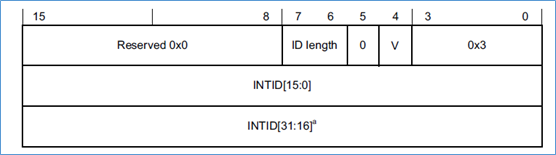 15 8 7 6 5 4 3 0
Reserved 0x0 ID length 0 V 0x3
INTID[15:0]
INTID[31:16]a